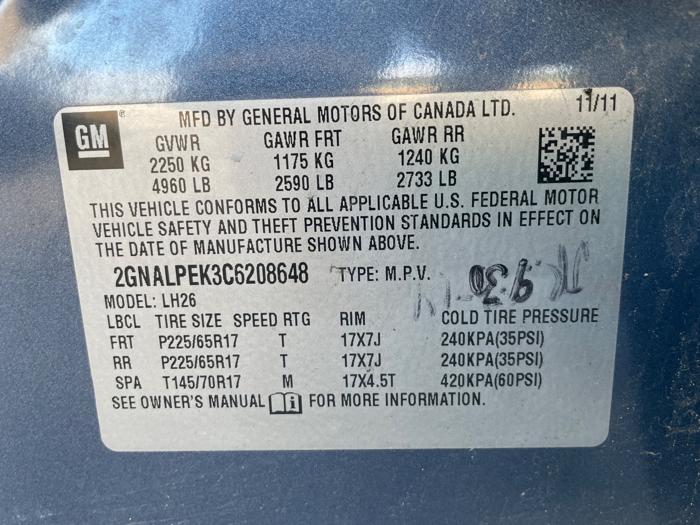 GM
MFD BY GENERAL MOTORS OF CANADA LTD. 11/11
GVWR GAWR FRT GAWR RR
2250 KG 1175 KG 1240 KG
4960 LB 2590 LB 2733 LB
THIS VEHICLE CONFORMS TO ALL APPLICABLE U.S. FEDERAL MOTOR
VEHICLE SAFETY AND THEFT PREVENTION STANDARDS IN EFFECT ON
THE DATE OF MANUFACTURE SHOWN ABOVE.
2GNALPEK3C6208648 TYPE: M.P.V.
MODEL: LH26
LBCL TIRE SIZE SPEED RTG RIM COLD TIRE PRESSURE
FRT P225/65R17 T 17X7J 240KPA(35PSI)
RR P225/65R17 T 17X7J 240KPA(35PSI)
SPA T145/70R17 M 17X4.5T 420KPA(60PSI)
SEE OWNER'S MANUAL FOR MORE INFORMATION.